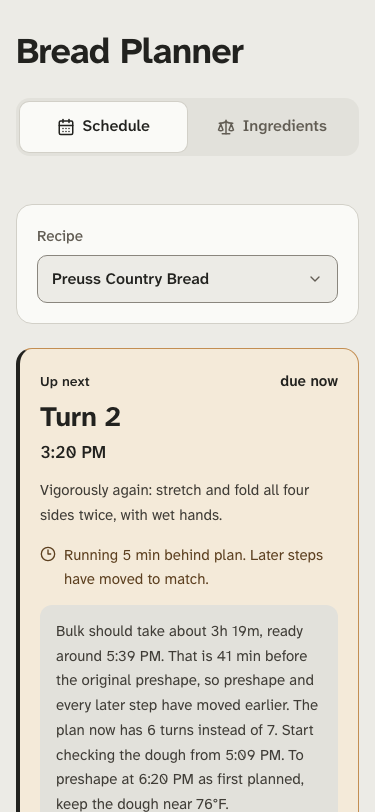 Bread Planner
Schedule
Ingredients
Recipe
Preuss Country Bread
Up next
due now
Turn 2
3:20 PM
Vigorously again: stretch and fold all four
sides twice, with wet hands.
Running 5 min behind plan. Later steps
have moved to match.
Bulk should take about 3h 19m, ready
around 5:39 PM. That is 41 min before
the original preshape, so preshape and
every later step have moved earlier. The
plan now has 6 turns instead of 7. Start
checking the dough from 5:09 PM. To
preshape at 6:20 PM as first planned,
keep the dough near 76°F.